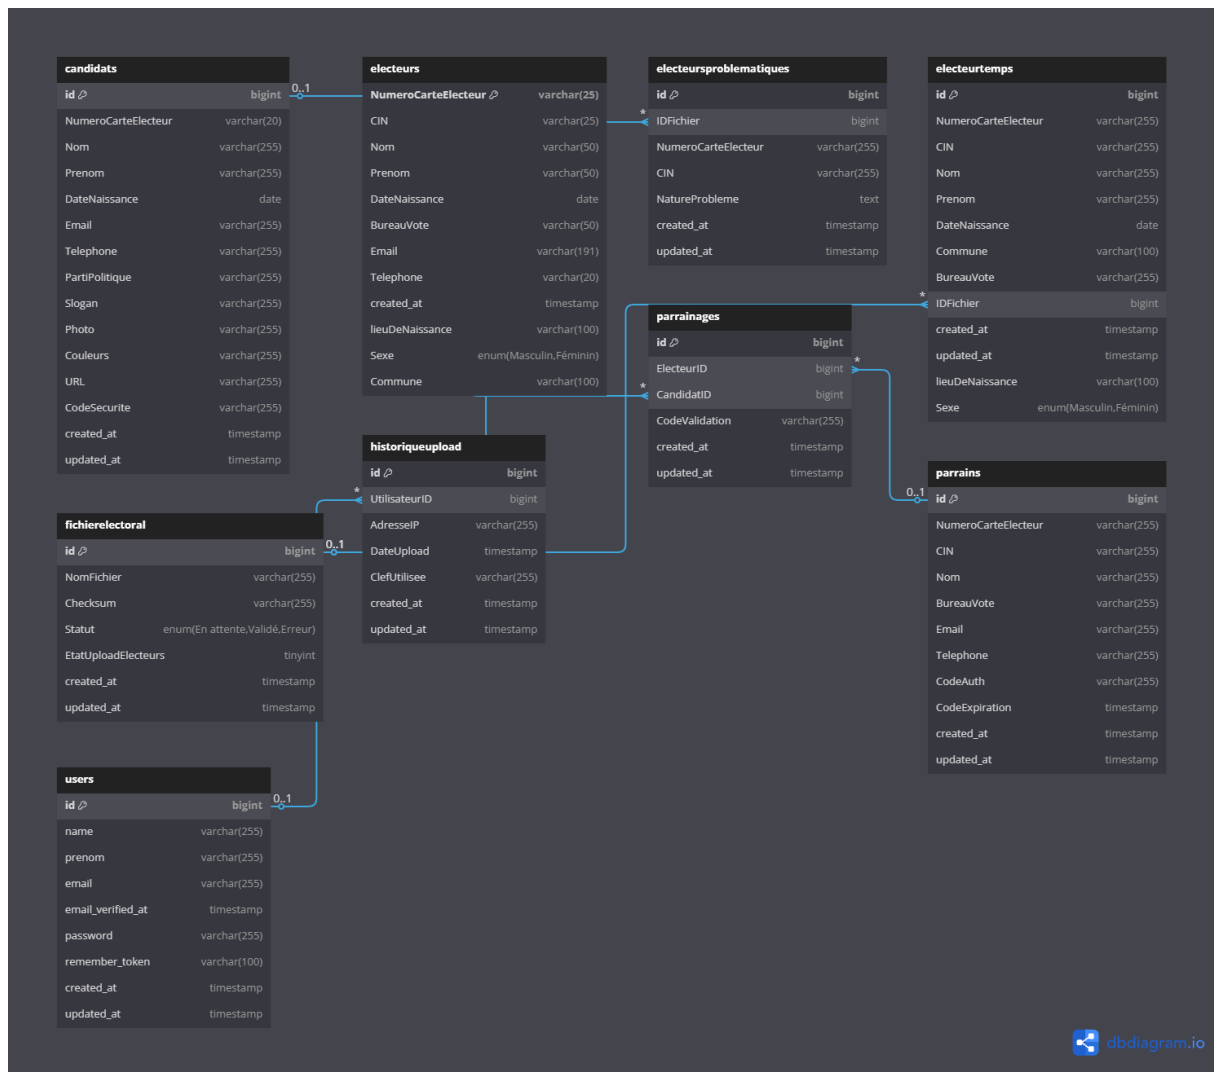 candidats
id bigint
NumeroCarteElecteur varchar(20)
Nom varchar(255)
Prenom varchar(255)
DateNaissance date
Email varchar(255)
Telephone varchar(255)
PartiPolitique varchar(255)
Slogan varchar(255)
Photo varchar(255)
Couleurs varchar(255)
URL varchar(255)
CodeSecurite varchar(255)
created_at timestamp
updated_at timestamp
0..1
electeurs
NumeroCarteElecteur varchar(25)
CIN varchar(25)
Nom varchar(50)
Prenom varchar(50)
DateNaissance date
BureauVote varchar(50)
Email varchar(191)
Telephone varchar(20)
created_at timestamp
lieuDeNaissance varchar(100)
Sexe enum(Masculin,Féminin)
Commune varchar(100)
*
electeursproblematiques
id bigint
IDFichier bigint
NumeroCarteElecteur varchar(255)
CIN varchar(255)
NatureProbleme text
created_at timestamp
updated_at timestamp
*
electeurtemps
id bigint
NumeroCarteElecteur varchar(255)
CIN varchar(255)
Nom varchar(255)
Prenom varchar(255)
DateNaissance date
Commune varchar(100)
BureauVote varchar(255)
IDFichier bigint
created_at timestamp
updated_at timestamp
lieuDeNaissance varchar(100)
Sexe enum(Masculin,Féminin)
*
parrainages
id bigint
ElecteurID bigint
*
CandidatID bigint
CodeValidation varchar(255)
created_at timestamp
updated_at timestamp
historiqueupload
id bigint
*
UtilisateurID bigint
AdresseIP varchar(255)
DateUpload timestamp
ClefUtilisee varchar(255)
created_at timestamp
updated_at timestamp
0..1
parrains
id bigint
NumeroCarteElecteur varchar(255)
CIN varchar(255)
Nom varchar(255)
BureauVote varchar(255)
Email varchar(255)
Telephone varchar(255)
CodeAuth varchar(255)
CodeExpiration timestamp
created_at timestamp
updated_at timestamp
fichierelectoral
id bigint
0..1
NomFichier varchar(255)
Checksum varchar(255)
Statut enum(En attente,Validé,Erreur)
EtatUploadElecteurs tinyint
created_at timestamp
updated_at timestamp
users
id bigint
0..1
name varchar(255)
prenom varchar(255)
email varchar(255)
email_verified_at timestamp
password varchar(255)
remember_token varchar(100)
created_at timestamp
updated_at timestamp
dbdiagram.io